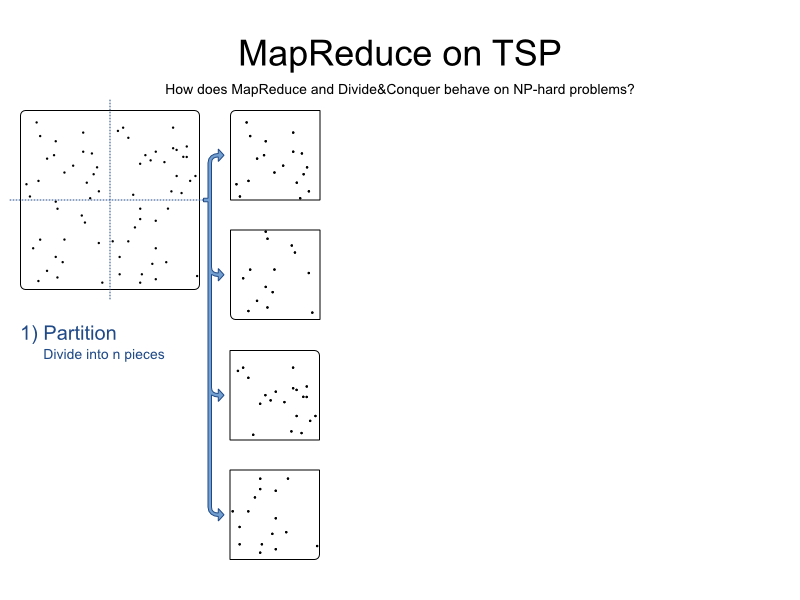 MapReduce on TSP
How does MapReduce and Divide&Conquer behave on NP-hard problems?
1) Partition
Divide into n pieces